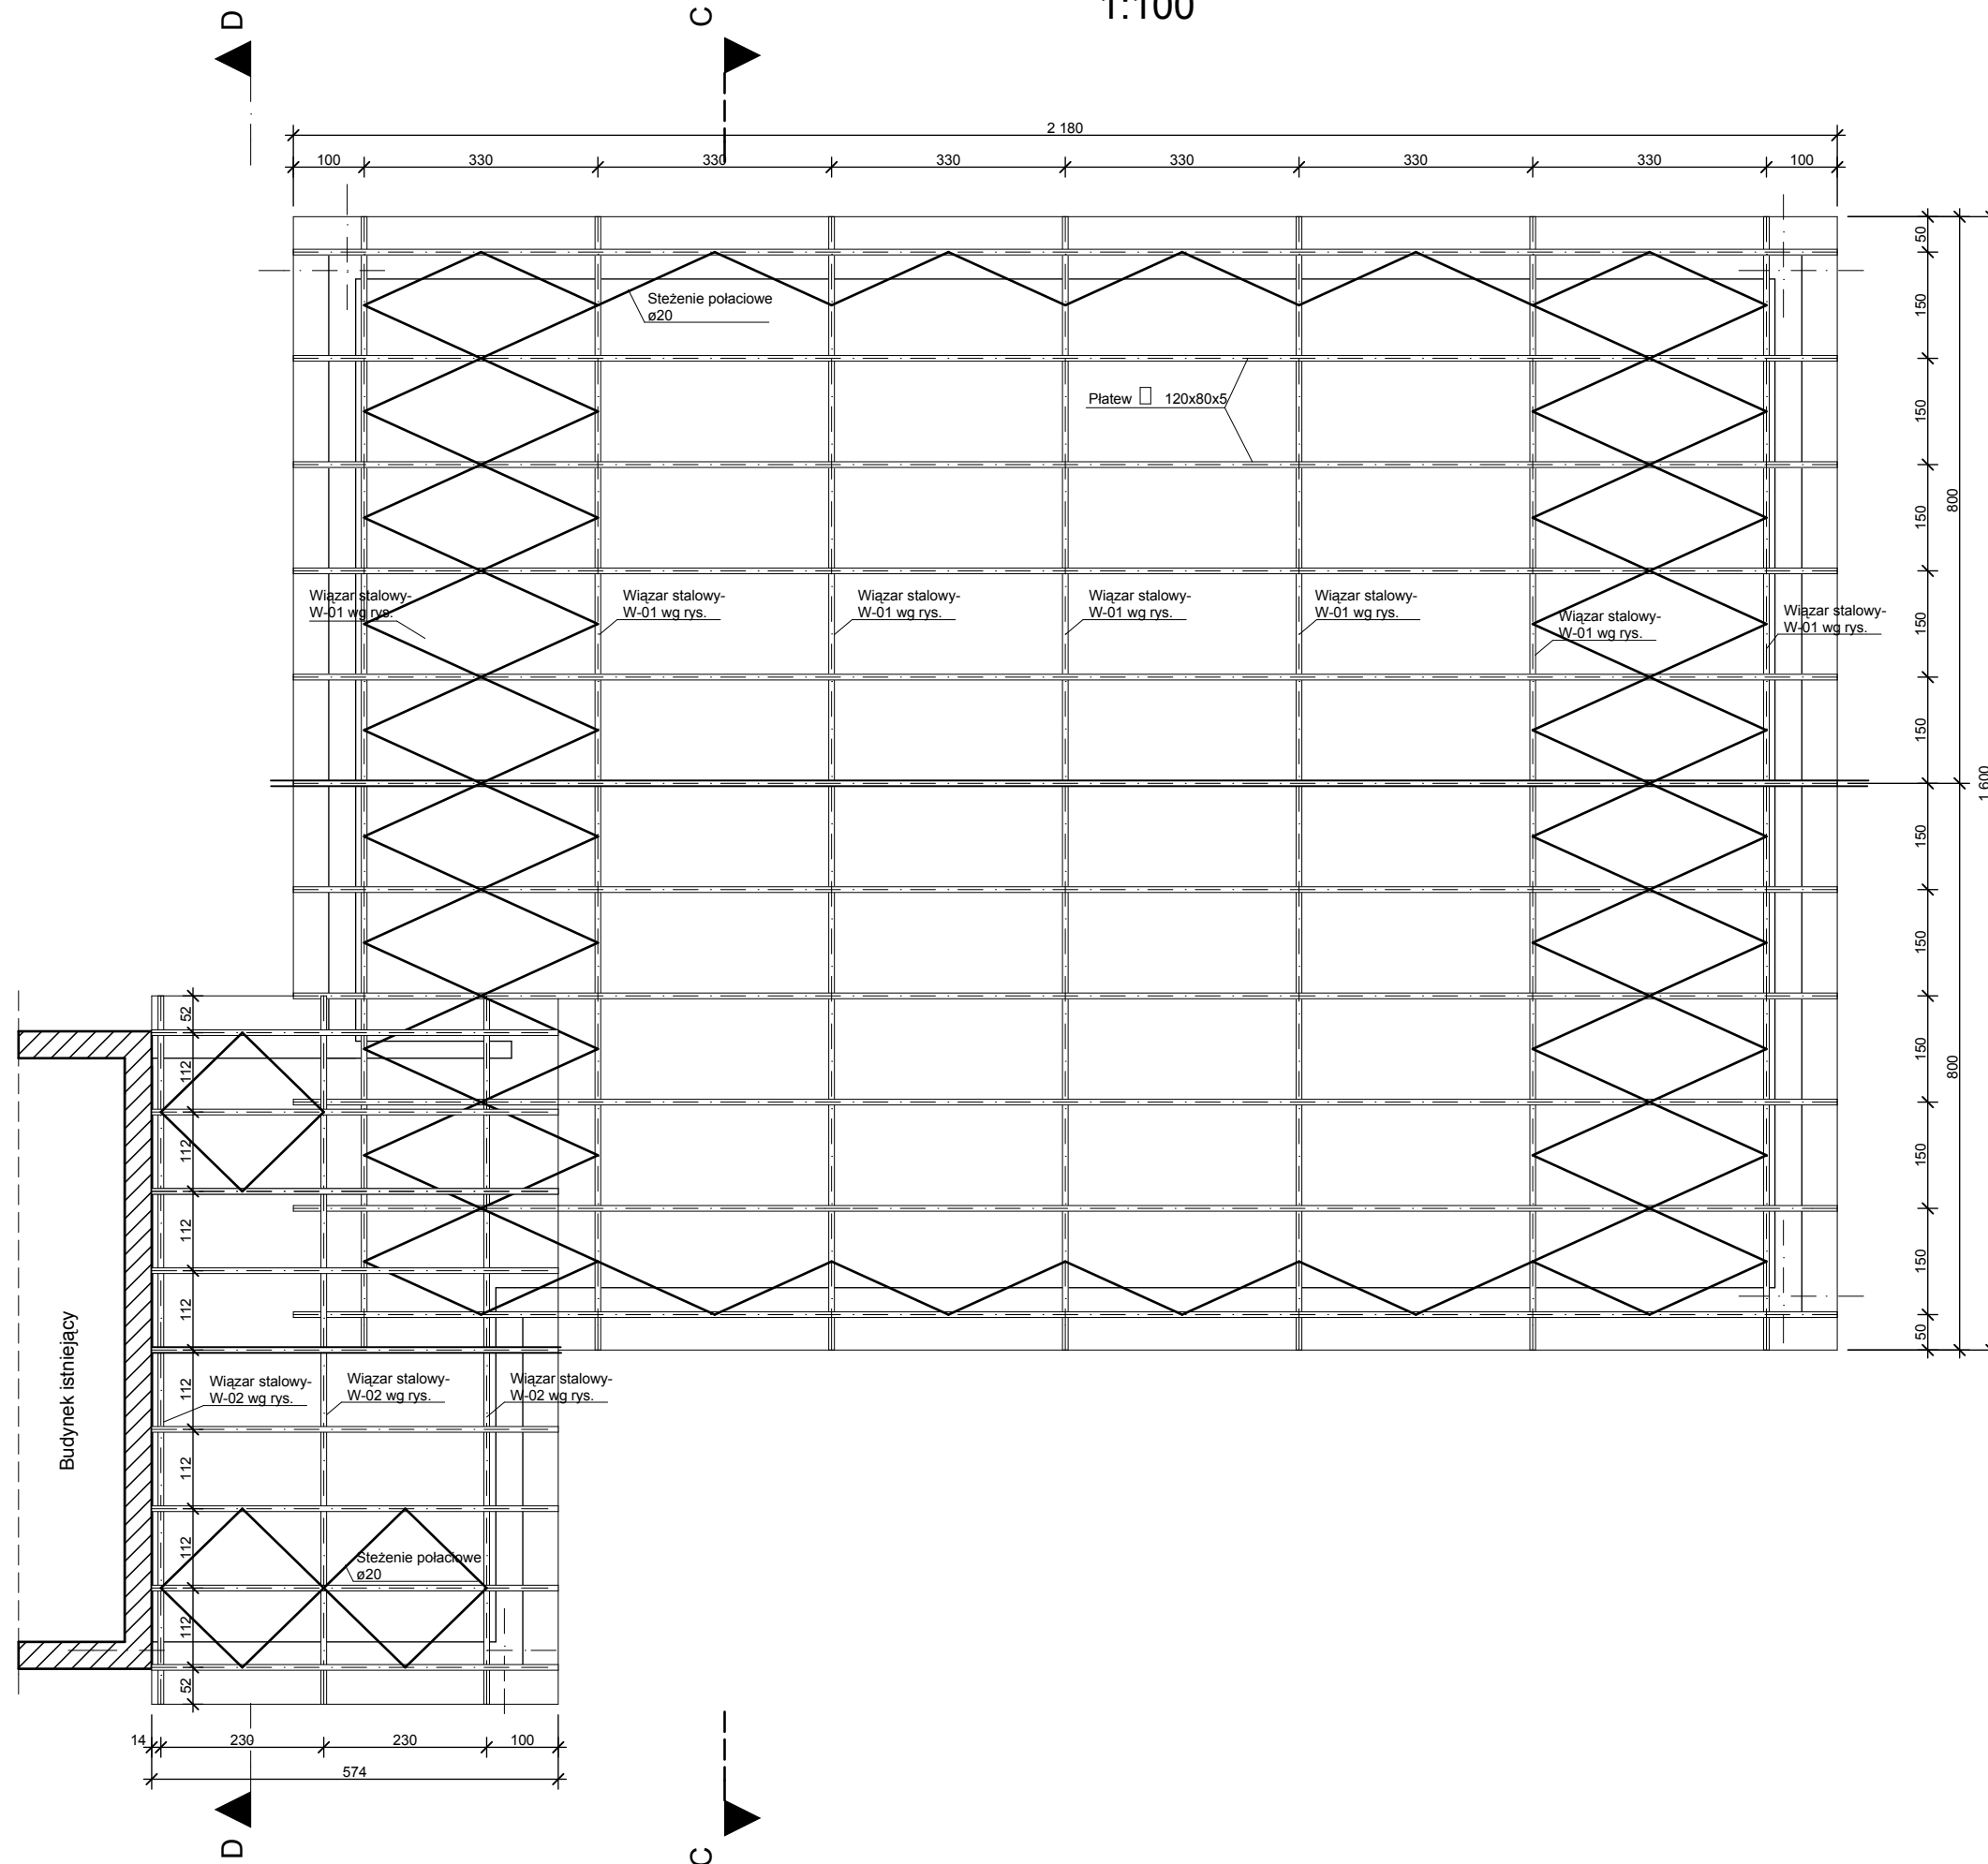 1:100
D
C
2 180
100
330
330
330
330
330
330
100
50
150
150
150
150
150
150
150
150
150
150
50
800
800
1 600
Steżenie połaciowe
ø20
Płatew 120x80x5
Wiązar stalowy-
W-01 wg rys.
Wiązar stalowy-
W-01 wg rys.
Wiązar stalowy-
W-01 wg rys.
Wiązar stalowy-
W-01 wg rys.
Wiązar stalowy-
W-01 wg rys.
Wiązar stalowy-
W-01 wg rys.
Wiązar stalowy-
W-01 wg rys.
52
112
112
112
112
112
112
112
112
52
Budynek istniejący
Wiązar stalowy-
W-02 wg rys.
Wiązar stalowy-
W-02 wg rys.
Wiązar stalowy-
W-02 wg rys.
Steżenie połaciowe
ø20
14
230
230
100
574
D
C